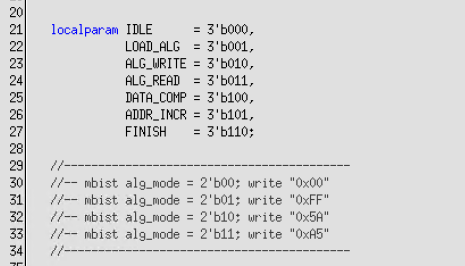 20
21 localparam IDLE = 3'b000,
22 LOAD_ALG = 3'b001,
23 ALG_WRITE = 3'b010,
24 ALG_READ = 3'b011,
25 DATA_COMP = 3'b100,
26 ADDR_INCR = 3'b101,
27 FINISH = 3'b110;
28
29 //----------------------------------------
30 //-- mbist alg_mode = 2'b00; write "0x00"
31 //-- mbist alg_mode = 2'b01; write "0xFF"
32 //-- mbist alg_mode = 2'b10; write "0x5A"
33 //-- mbist alg_mode = 2'b11; write "0xA5"
34 //----------------------------------------